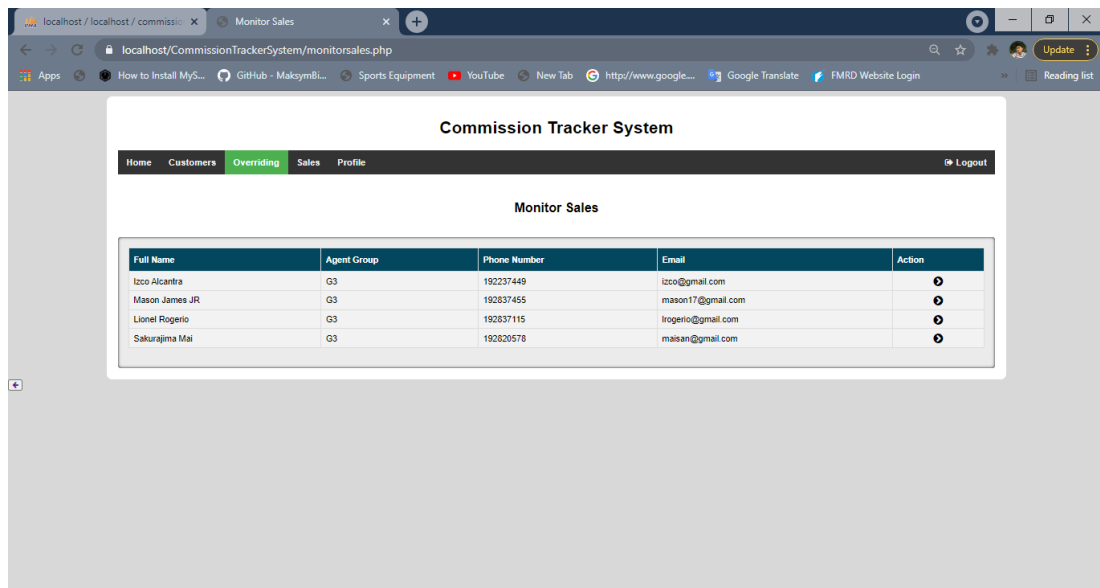 localhost / localhost / commissio
Monitor Sales
localhost/CommissionTrackerSystem/monitorsales.php
Update
Apps How to Install MyS... GitHub - MaksymBi... Sports Equipment YouTube New Tab http://www.google.... Google Translate FMRD Website Login » Reading list
Commission Tracker System
Home Customers Overriding Sales Profile Logout
Monitor Sales
Full Name Agent Group Phone Number Email Action
Izco Alcantra G3 192237449 izco@gmail.com
Mason James JR G3 192837455 mason17@gmail.com
Lionel Rogerio G3 192837115 lrogerio@gmail.com
Sakurajima Mai G3 192820578 maisan@gmail.com